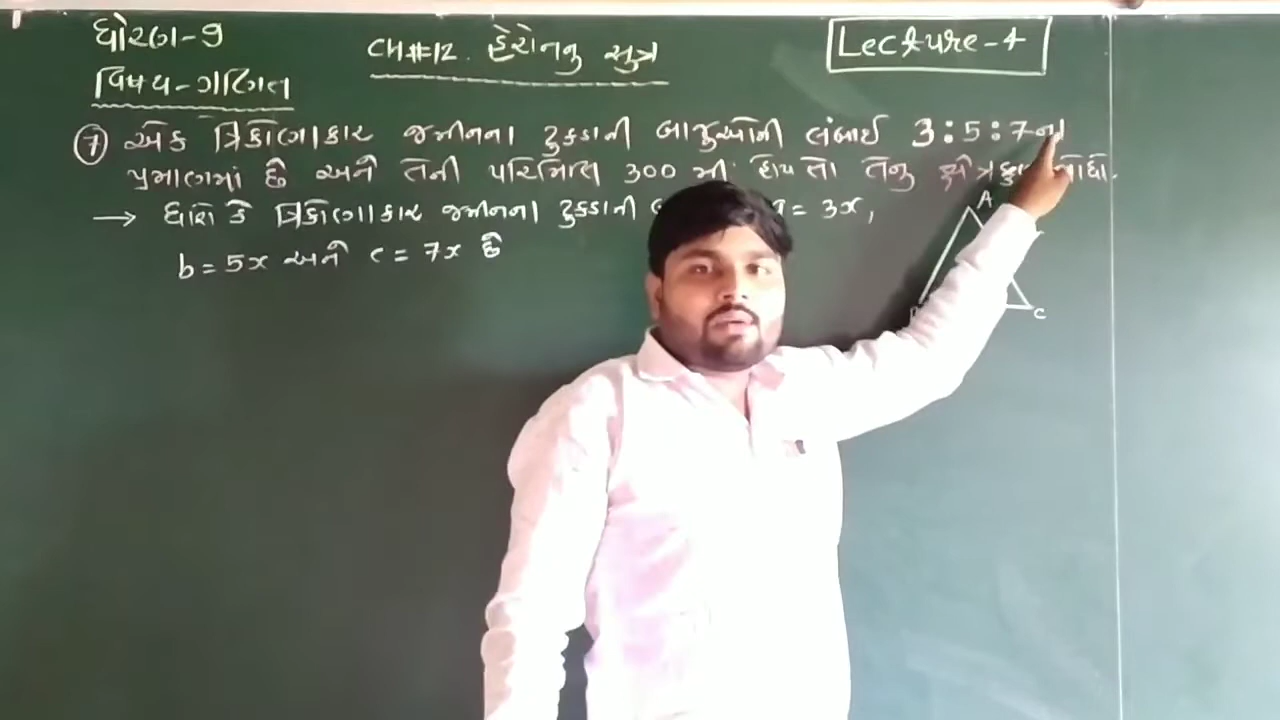 ધોરણ-9
વિષય-ગણિત
CH#12. હેરોનનુ સુત્ર
Lecture-4
7 એક ત્રિકોણાકાર જમીનના ટુકડાની બાજુઓની લંબાઈ 3:5:7ના
પ્રમાણમાં છે અને તેની પરિમિતિ 300 મી. હોય તો તેનુ
→ ધારો કે ત્રિકોણાકાર જમીનના ટુકડાની = 3x,
b = 5x અને c = 7x છે
A
C